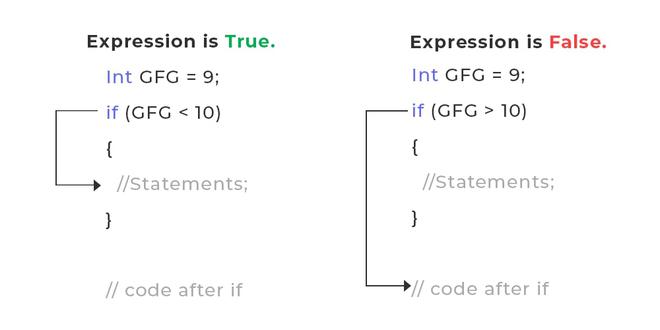 Expression is True.
Int GFG = 9;
if (GFG < 10)
{
//Statements;
}
// code after if
Expression is False.
Int GFG = 9;
if (GFG > 10)
{
//Statements;
}
// code after if